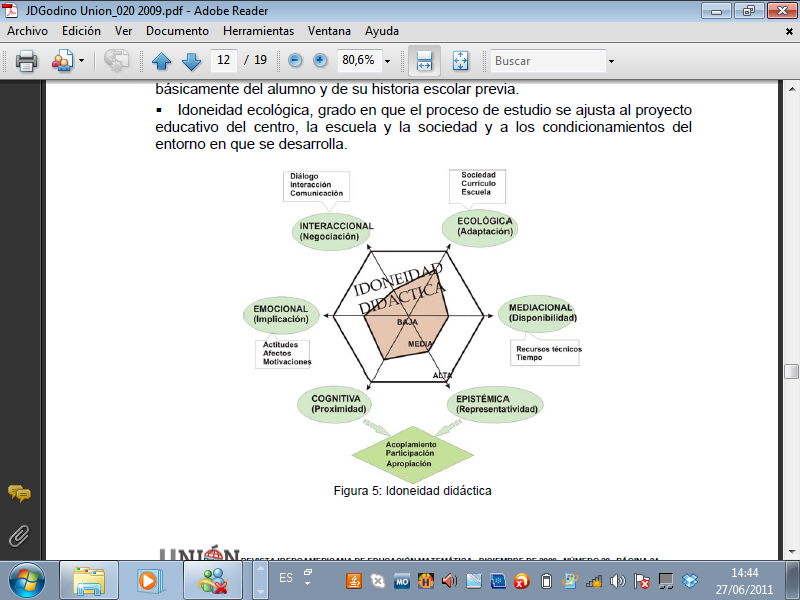 JDGodino Union_020 2009.pdf - Adobe Reader
Archivo Edición Ver Documento Herramientas Ventana Ayuda
12 / 19 80,6% Buscar
básicamente del alumno y de su historia escolar previa.
▪ Idoneidad ecológica, grado en que el proceso de estudio se ajusta al proyecto
educativo del centro, la escuela y la sociedad y a los condicionamientos del
entorno en que se desarrolla.
Diálogo
Interacción
Comunicación
Sociedad
Currículo
Escuela
INTERACCIONAL
(Negociación)
ECOLÓGICA
(Adaptación)
IDONEIDAD
DIDÁCTICA
EMOCIONAL
(Implicación)
MEDIACIONAL
(Disponibilidad)
BAJA
MEDIA
ALTA
Actitudes
Afectos
Motivaciones
Recursos técnicos
Tiempo
COGNITIVA
(Proximidad)
EPISTÉMICA
(Representatividad)
Acoplamiento
Participación
Apropiación
Figura 5: Idoneidad didáctica
UNIÓN REVISTA IBEROAMERICANA DE EDUCACIÓN MATEMÁTICA - DICIEMBRE DE 2009 - NÚMERO 20 - PÁGINA
ES
MO
14:44
27/06/2011